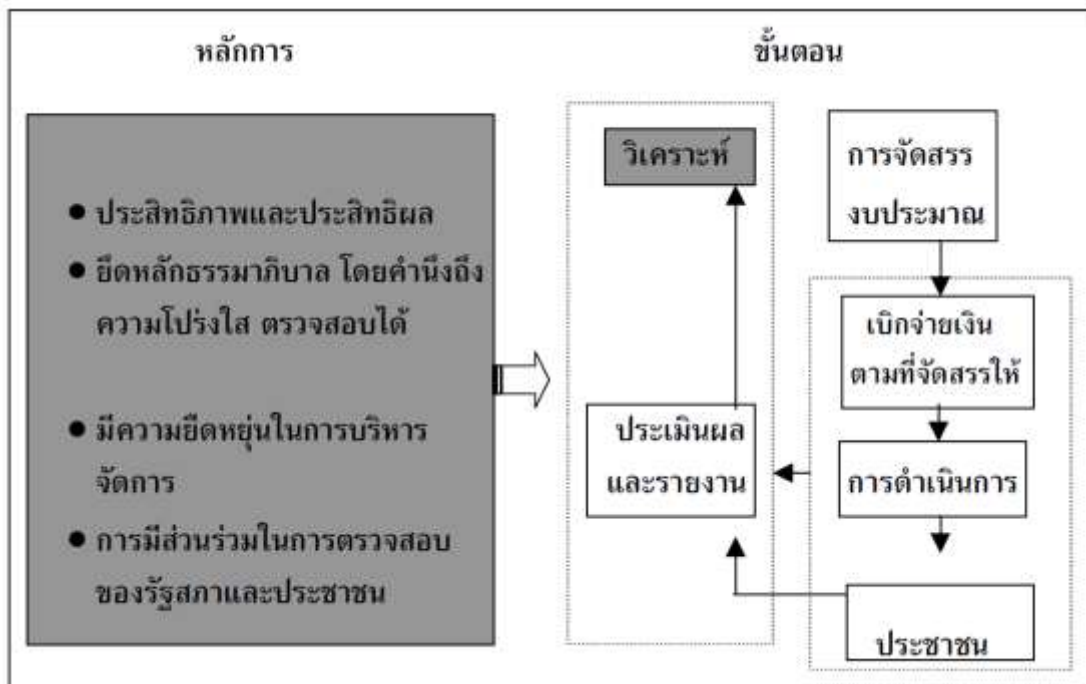 หลักการ
ขั้นตอน
● ประสิทธิภาพและประสิทธิผล
● ยึดหลักธรรมาภิบาล โดยคำนึงถึง
ความโปร่งใส ตรวจสอบได้
● มีความยืดหยุ่นในการบริหาร
จัดการ
● การมีส่วนร่วมในการตรวจสอบ
ของรัฐสภาและประชาชน
วิเคราะห์
ประเมินผล
และรายงาน
การจัดสรร
งบประมาณ
เบิกจ่ายเงิน
ตามที่จัดสรรให้
การดำเนินการ
ประชาชน